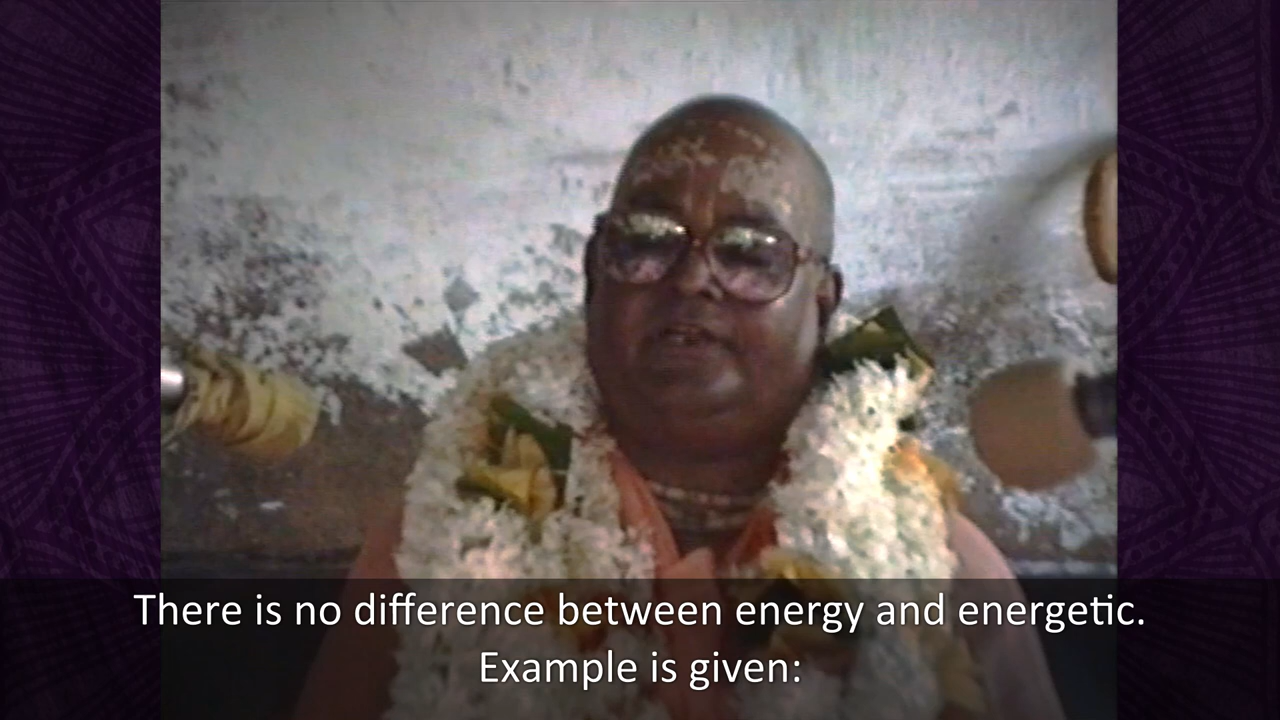 There is no difference between energy and energetic.
Example is given: